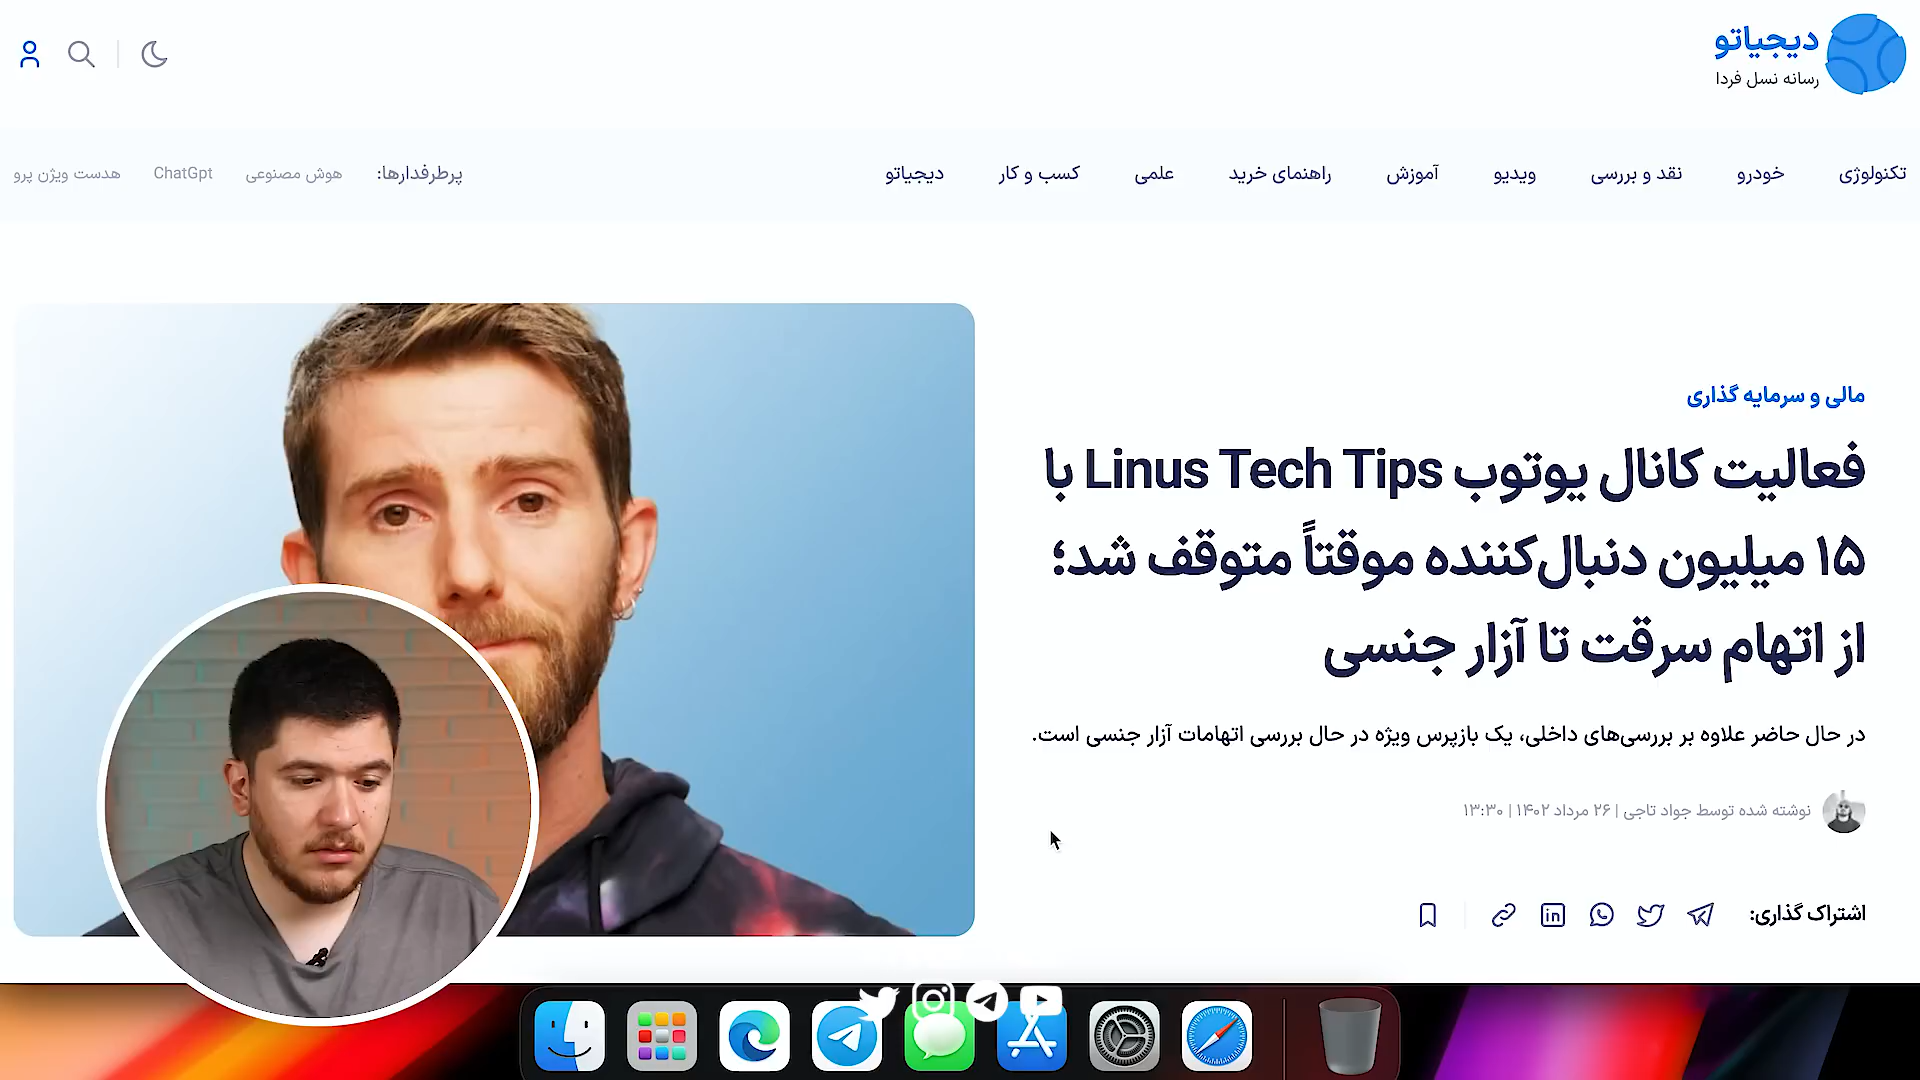 دیجیاتو
رسانه نسل فردا
تکنولوژی
خودرو
نقد و بررسی
ویدیو
آموزش
راهنمای خرید
علمی
کسب و کار
دیجیاتو
پرطرفدارها:
هوش مصنوعی
ChatGpt
هدست ویژن پرو
مالی و سرمایه گذاری
فعالیت کانال یوتوب Linus Tech Tips با
۱۵ میلیون دنبال‌کننده موقتاً متوقف شد؛
از اتهام سرقت تا آزار جنسی
در حال حاضر علاوه بر بررسی‌های داخلی، یک بازپرس ویژه در حال بررسی اتهامات آزار جنسی است.
نوشته شده توسط جواد تاجی | ۲۶ مرداد ۱۴۰۲ | ۱۳:۳۰
اشتراک گذاری: